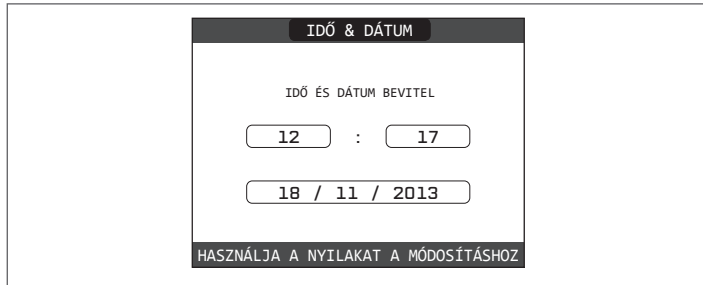 IDŐ & DÁTUM
IDŐ ÉS DÁTUM BEVITEL
12 : 17
18 / 11 / 2013
HASZNÁLJA A NYILAKAT A MÓDOSÍTÁSHOZ